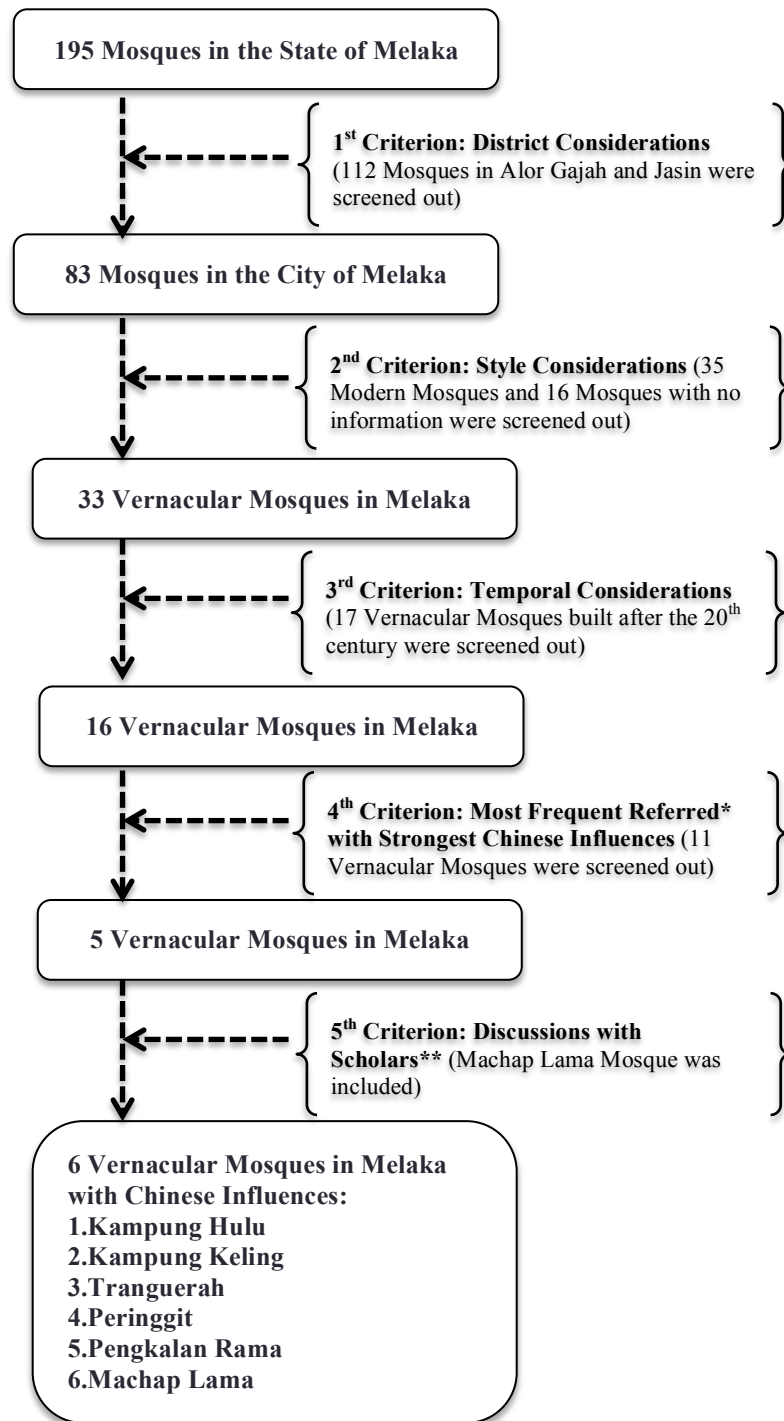 195 Mosques in the State of Melaka
1st Criterion: District Considerations
(112 Mosques in Alor Gajah and Jasin were
screened out)
83 Mosques in the City of Melaka
2nd Criterion: Style Considerations (35
Modern Mosques and 16 Mosques with no
information were screened out)
33 Vernacular Mosques in Melaka
3rd Criterion: Temporal Considerations
(17 Vernacular Mosques built after the 20th
century were screened out)
16 Vernacular Mosques in Melaka
4th Criterion: Most Frequent Referred*
with Strongest Chinese Influences (11
Vernacular Mosques were screened out)
5 Vernacular Mosques in Melaka
5th Criterion: Discussions with
Scholars** (Machap Lama Mosque was
included)
6 Vernacular Mosques in Melaka
with Chinese Influences:
1.Kampung Hulu
2.Kampung Keling
3.Tranguerah
4.Peringgit
5.Pengkalan Rama
6.Machap Lama